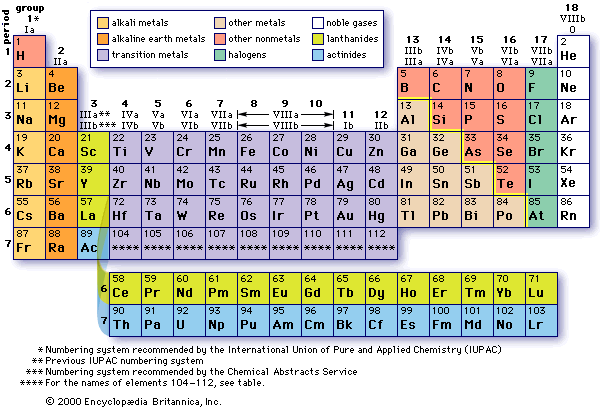 group
period
1*
Ia
18
VIIIb
0
alkali metals
other metals
noble gases
alkaline earth metals
other nonmetals
lanthanides
transition metals
halogens
actinides
2
IIa
13 14 15 16 17
IIIb IVb Vb VIb VIIb
IIIa IVa Va VIa VIIa
3 4 5 6 7 8 9 10 11 12
IIIa** IVa Va VIa VIIa VIIIa Ib IIb
IIIb*** IVb Vb VIb VIIb VIIIb
1 1 2
H He
2 3 4 5 6 7 8 9 10
Li Be B C N O F Ne
3 11 12 13 14 15 16 17 18
Na Mg Al Si P S Cl Ar
4 19 20 21 22 23 24 25 26 27 28 29 30 31 32 33 34 35 36
K Ca Sc Ti V Cr Mn Fe Co Ni Cu Zn Ga Ge As Se Br Kr
5 37 38 39 40 41 42 43 44 45 46 47 48 49 50 51 52 53 54
Rb Sr Y Zr Nb Mo Tc Ru Rh Pd Ag Cd In Sn Sb Te I Xe
6 55 56 57 72 73 74 75 76 77 78 79 80 81 82 83 84 85 86
Cs Ba La Hf Ta W Re Os Ir Pt Au Hg Tl Pb Bi Po At Rn
7 87 88 89 104 105 106 107 108 109 110 111 112
Fr Ra Ac **** **** **** **** **** **** **** **** ****
6 58 59 60 61 62 63 64 65 66 67 68 69 70 71
Ce Pr Nd Pm Sm Eu Gd Tb Dy Ho Er Tm Yb Lu
7 90 91 92 93 94 95 96 97 98 99 100 101 102 103
Th Pa U Np Pu Am Cm Bk Cf Es Fm Md No Lr
* Numbering system recommended by the International Union of Pure and Applied Chemistry (IUPAC)
** Previous IUPAC numbering system
*** Numbering system recommended by the Chemical Abstracts Service
**** For the names of elements 104–112, see table.
© 2000 Encyclopædia Britannica, Inc.